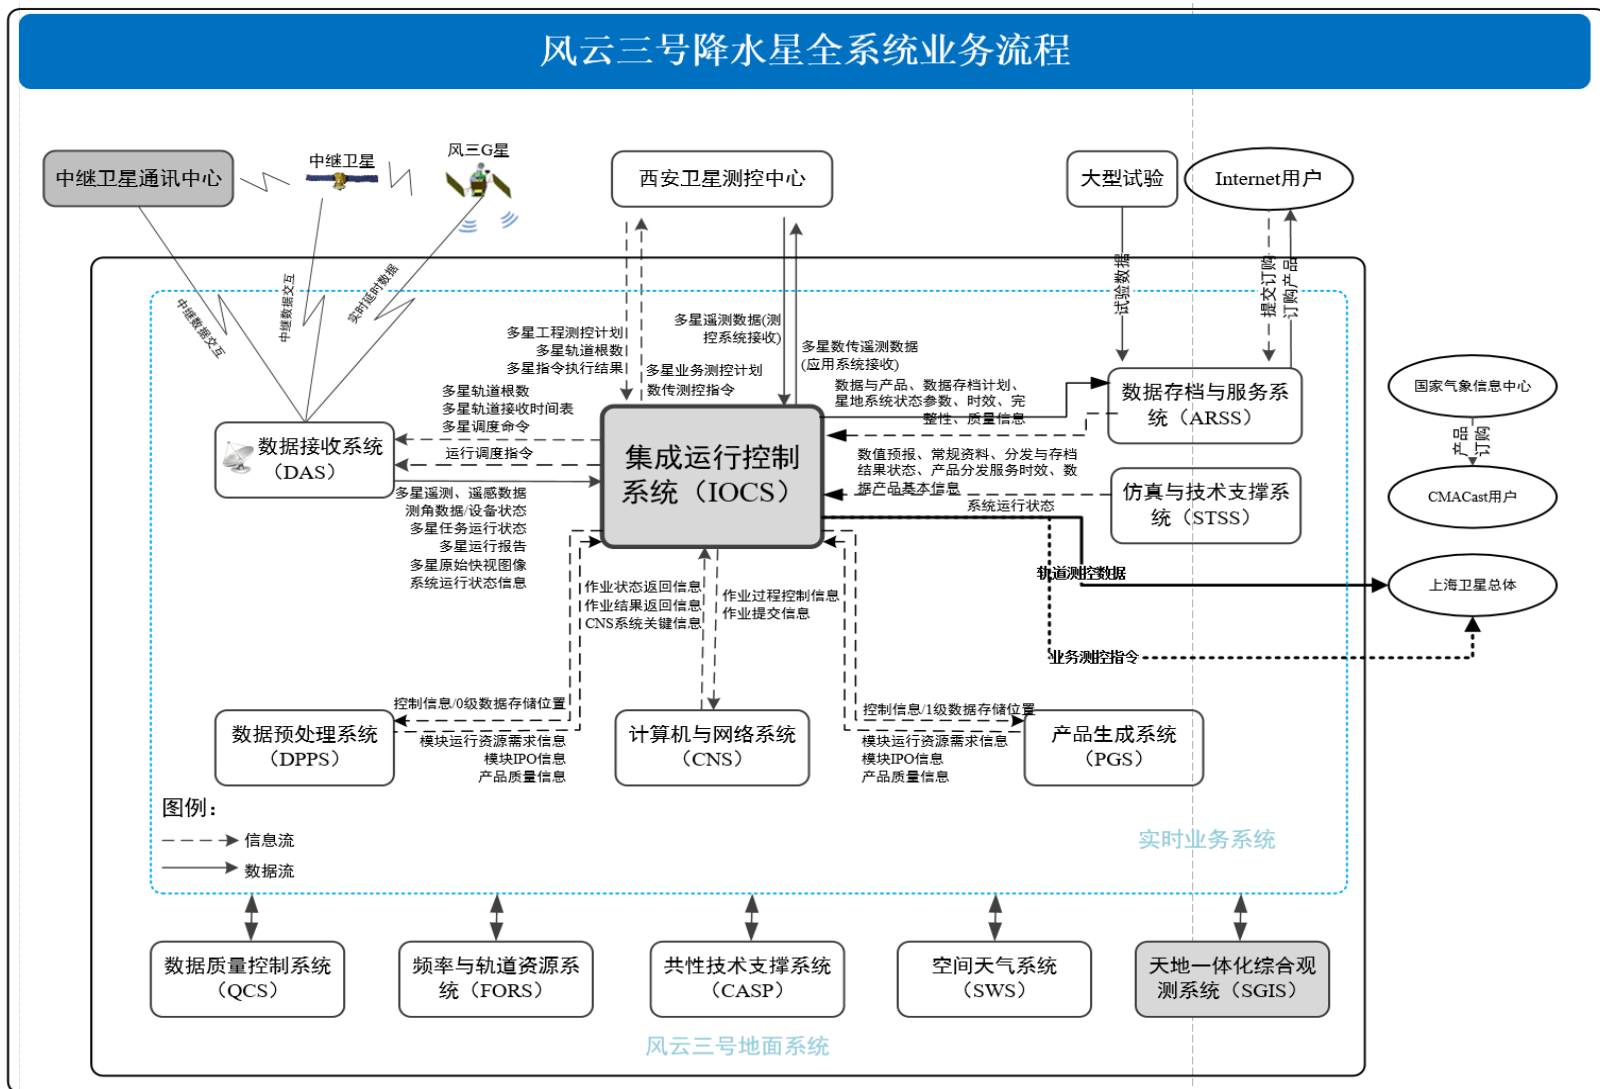 风云三号降水星全系统业务流程
中继卫星通讯中心
中继卫星
风三G星
西安卫星测控中心
大型试验
Internet用户
中继数据交互
中继数据交互
实时延时数据
试验数据
提交订购
订购产品
多星工程测控计划
多星轨道根数
多星指令执行结果
多星业务测控计划
数传测控指令
多星遥测数据(测
控系统接收)
多星数传遥测数据
(应用系统接收)
数据与产品、数据存档计划、
星地系统状态参数、时效、完
整性、质量信息
数据存档与服务系
统（ARSS）
国家气象信息中心
产品
订购
CMACast用户
上海卫星总体
多星轨道根数
多星轨道接收时间表
多星调度命令
运行调度指令
数据接收系统
（DAS）
集成运行控制
系统（IOCS）
数值预报、常规资料、分发与存档
结果状态、产品分发服务时效、数
据产品基本信息
系统运行状态
仿真与技术支撑系
统（STSS）
多星遥测、遥感数据
测角数据/设备状态
多星任务运行状态
多星运行报告
多星原始快视图像
系统运行状态信息
作业状态返回信息
作业结果返回信息
CNS系统关键信息
作业过程控制信息
作业提交信息
轨道测控数据
业务测控指令
控制信息/0级数据存储位置
模块运行资源需求信息
模块IPO信息
产品质量信息
控制信息/1级数据存储位置
模块运行资源需求信息
模块IPO信息
产品质量信息
数据预处理系统
（DPPS）
计算机与网络系统
（CNS）
产品生成系统
（PGS）
图例：
信息流
数据流
实时业务系统
数据质量控制系统
（QCS）
频率与轨道资源系
统（FORS）
共性技术支撑系统
（CASP）
空间天气系统
（SWS）
天地一体化综合观
测系统（SGIS）
风云三号地面系统